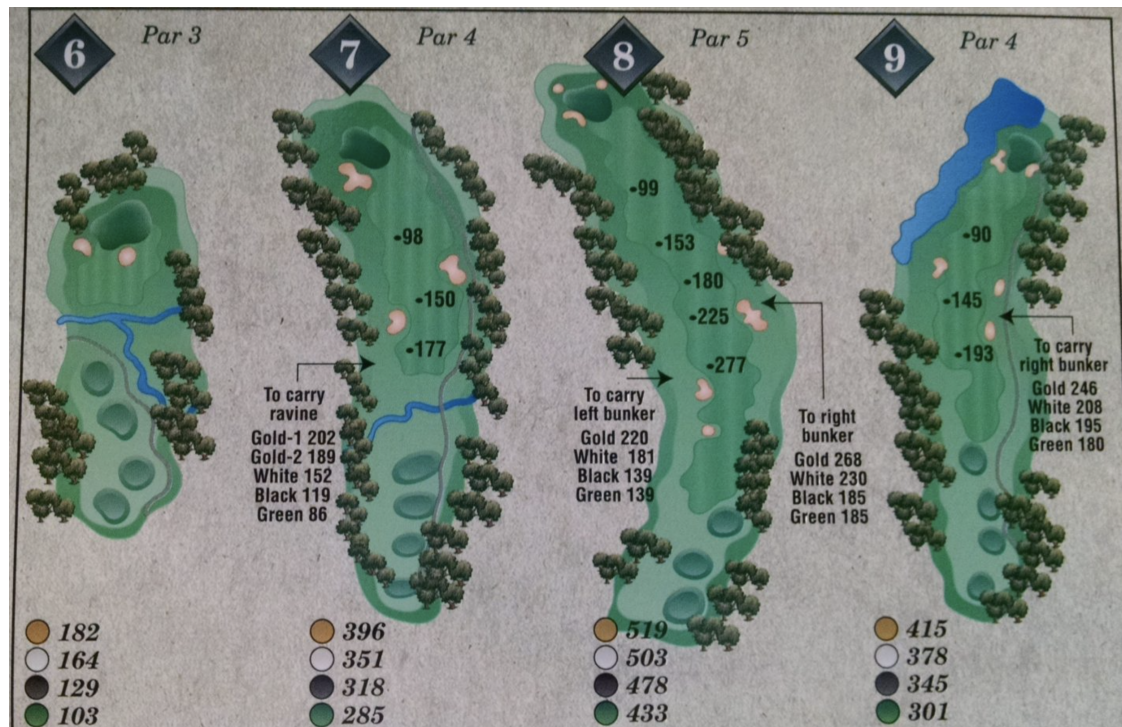 6
Par 3
182
164
129
103
7
Par 4
98
150
177
To carry
ravine
Gold-1 202
Gold-2 189
White 152
Black 119
Green 86
396
351
318
285
8
Par 5
99
153
180
225
277
To carry
left bunker
Gold 220
White 181
Black 139
Green 139
To right
bunker
Gold 268
White 230
Black 185
Green 185
519
503
478
433
9
Par 4
90
145
193
To carry
right bunker
Gold 246
White 208
Black 195
Green 180
415
378
345
301